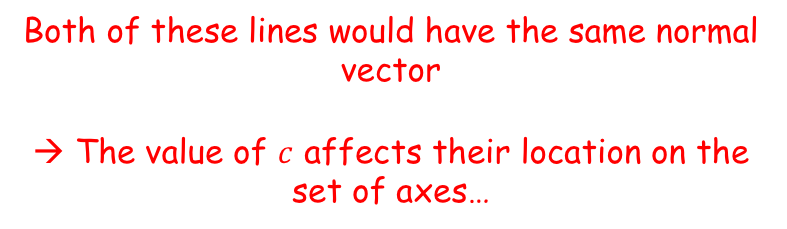 Both of these lines would have the same normal
vector
→ The value of c affects their location on the
set of axes…